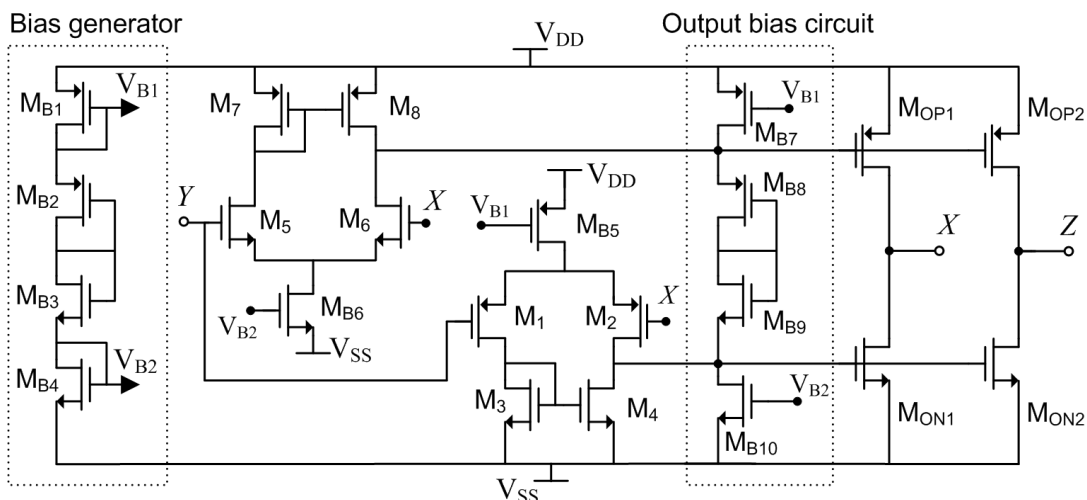 Bias generator
Output bias circuit
V_DD
M_B1
V_B1
M_7
M_8
V_B1
M_B7
M_OP1
M_OP2
M_B2
V_DD
M_B8
Y
M_5
M_6
X
V_B1
M_B5
X
Z
M_B3
M_B6
V_B2
V_SS
M_1
M_2
X
M_B9
V_B2
M_B4
M_3
M_4
V_B2
M_B10
M_ON1
M_ON2
V_SS